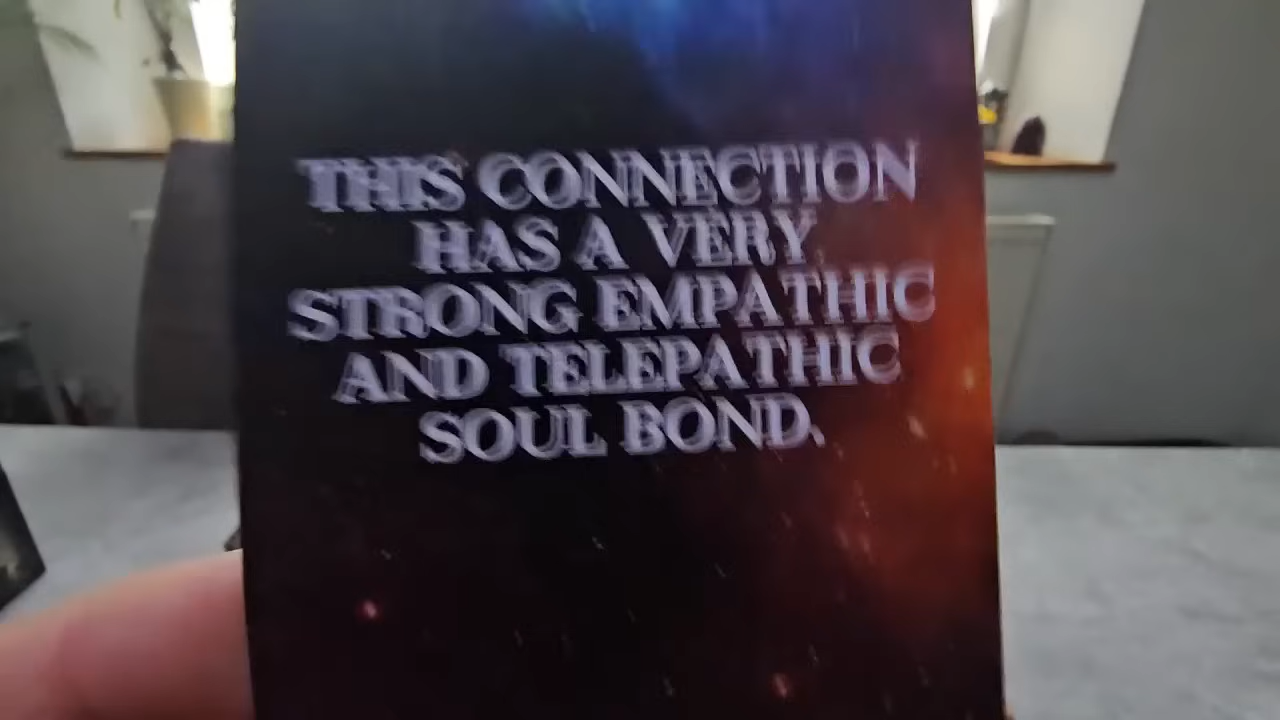 THIS CONNECTION
HAS A VERY
STRONG EMPATHIC
AND TELEPATHIC
SOUL BOND.